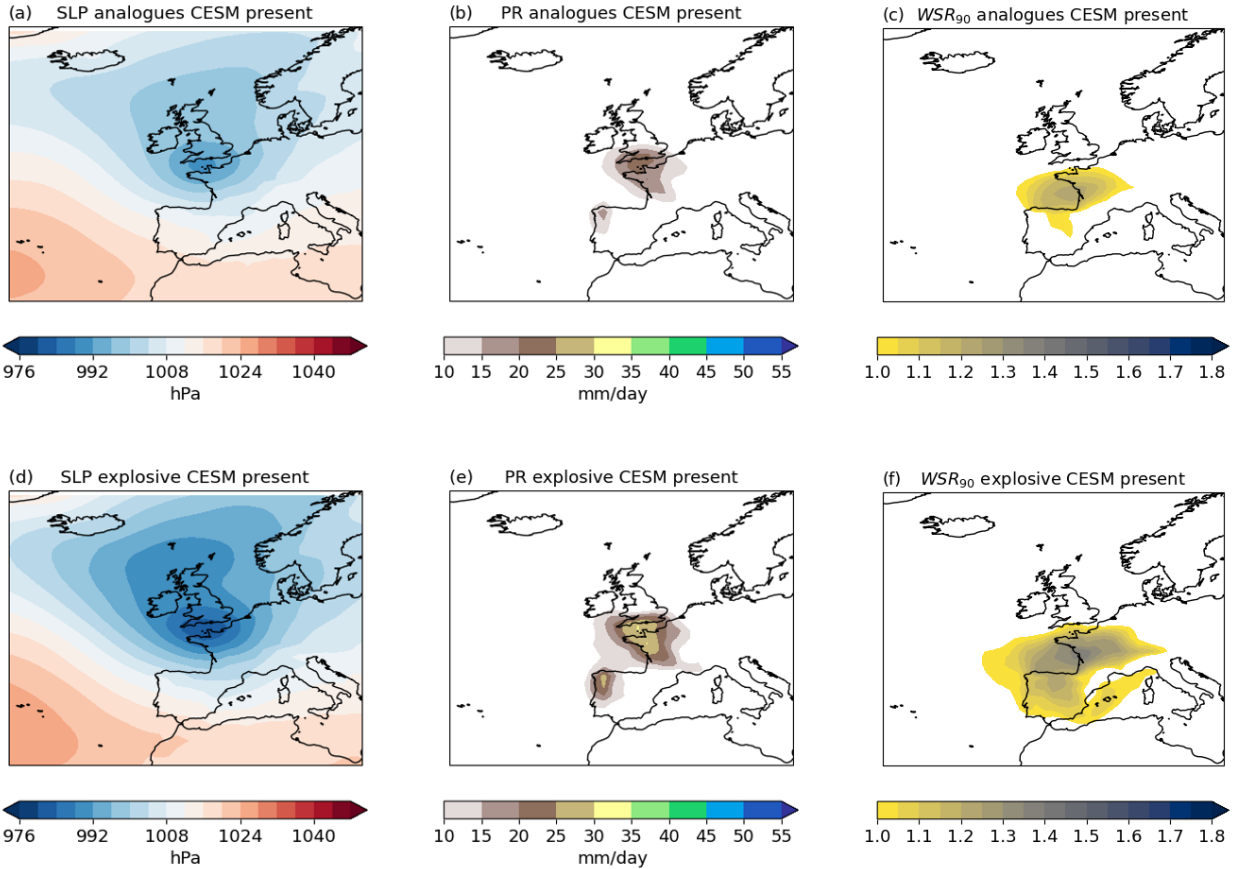 (a) SLP analogues CESM present
(b) PR analogues CESM present
(c) WSR90 analogues CESM present
976 992 1008 1024 1040
hPa
10 15 20 25 30 35 40 45 50 55
mm/day
1.0 1.1 1.2 1.3 1.4 1.5 1.6 1.7 1.8
(d) SLP explosive CESM present
(e) PR explosive CESM present
(f) WSR90 explosive CESM present
976 992 1008 1024 1040
hPa
10 15 20 25 30 35 40 45 50 55
mm/day
1.0 1.1 1.2 1.3 1.4 1.5 1.6 1.7 1.8